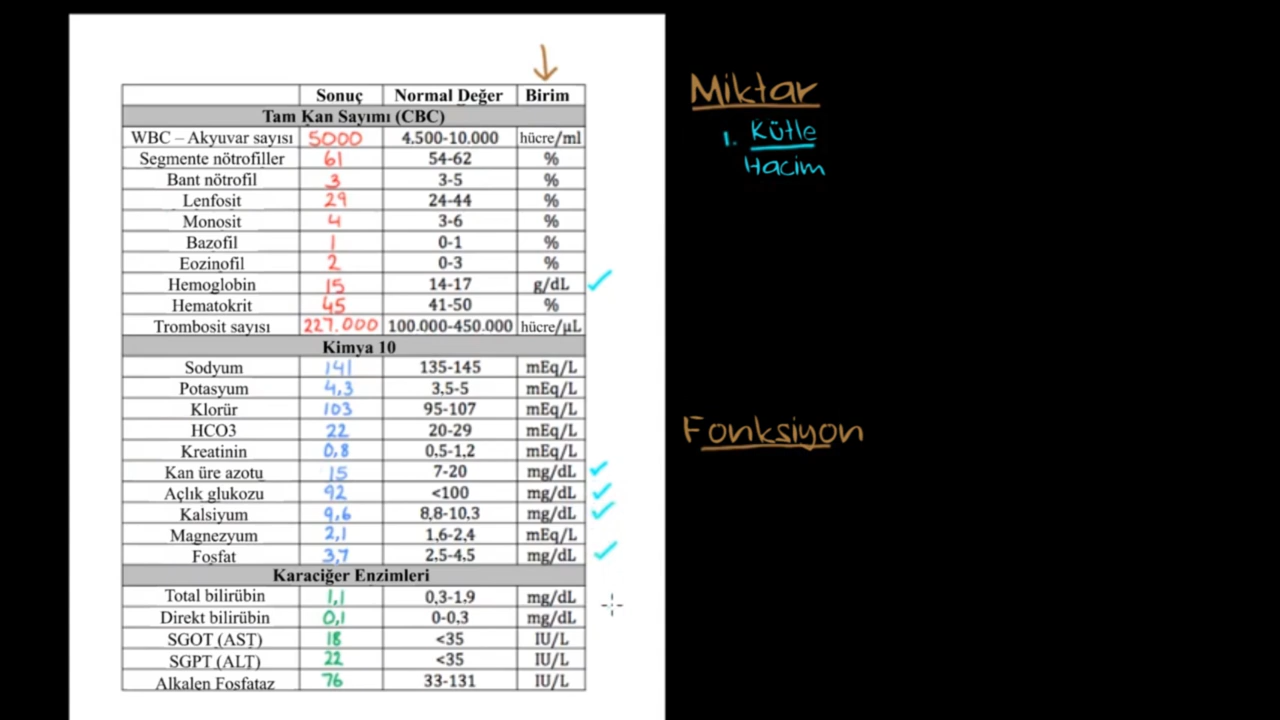 Sonuç Normal Değer Birim
Tam Kan Sayımı (CBC)
WBC – Akyuvar sayısı 5000 4.500-10.000 hücre/ml
Segmente nötrofiller 61 54-62 %
Bant nötrofil 3 3-5 %
Lenfosit 29 24-44 %
Monosit 4 3-6 %
Bazofil 1 0-1 %
Eozinofil 2 0-3 %
Hemoglobin 15 14-17 g/dL
Hematokrit 45 41-50 %
Trombosit sayısı 227.000 100.000-450.000 hücre/µL
Kimya 10
Sodyum 141 135-145 mEq/L
Potasyum 4,3 3,5-5 mEq/L
Klorür 103 95-107 mEq/L
HCO3 22 20-29 mEq/L
Kreatinin 0,8 0,5-1,2 mEq/L
Kan üre azotu 15 7-20 mg/dL
Açlık glukozu 92 <100 mg/dL
Kalsiyum 9,6 8,8-10,3 mg/dL
Magnezyum 2,1 1,6-2,4 mEq/L
Fosfat 3,7 2,5-4,5 mg/dL
Karaciğer Enzimleri
Total bilirübin 1,1 0,3-1,9 mg/dL
Direkt bilirübin 0,1 0-0,3 mg/dL
SGOT (AST) 18 <35 IU/L
SGPT (ALT) 22 <35 IU/L
Alkalen Fosfataz 76 33-131 IU/L
Miktar
1. Kütle
Hacim
Fonksiyon